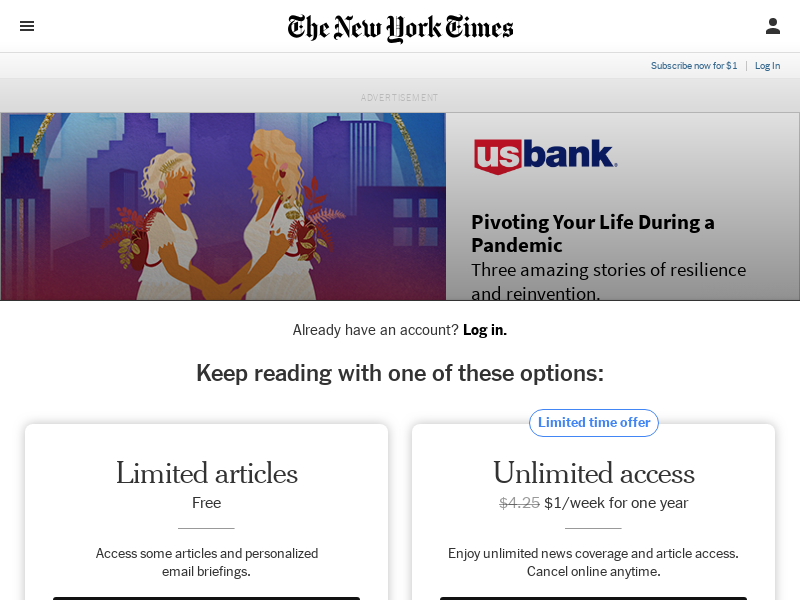 The New York Times
Subscribe now for $1 | Log In
ADVERTISEMENT
usbank
Pivoting Your Life During a
Pandemic
Three amazing stories of resilience
and reinvention.
Already have an account? Log in.
Keep reading with one of these options:
Limited articles
Free
Access some articles and personalized
email briefings.
Limited time offer
Unlimited access
$4.25 $1/week for one year
Enjoy unlimited news coverage and article access.
Cancel online anytime.